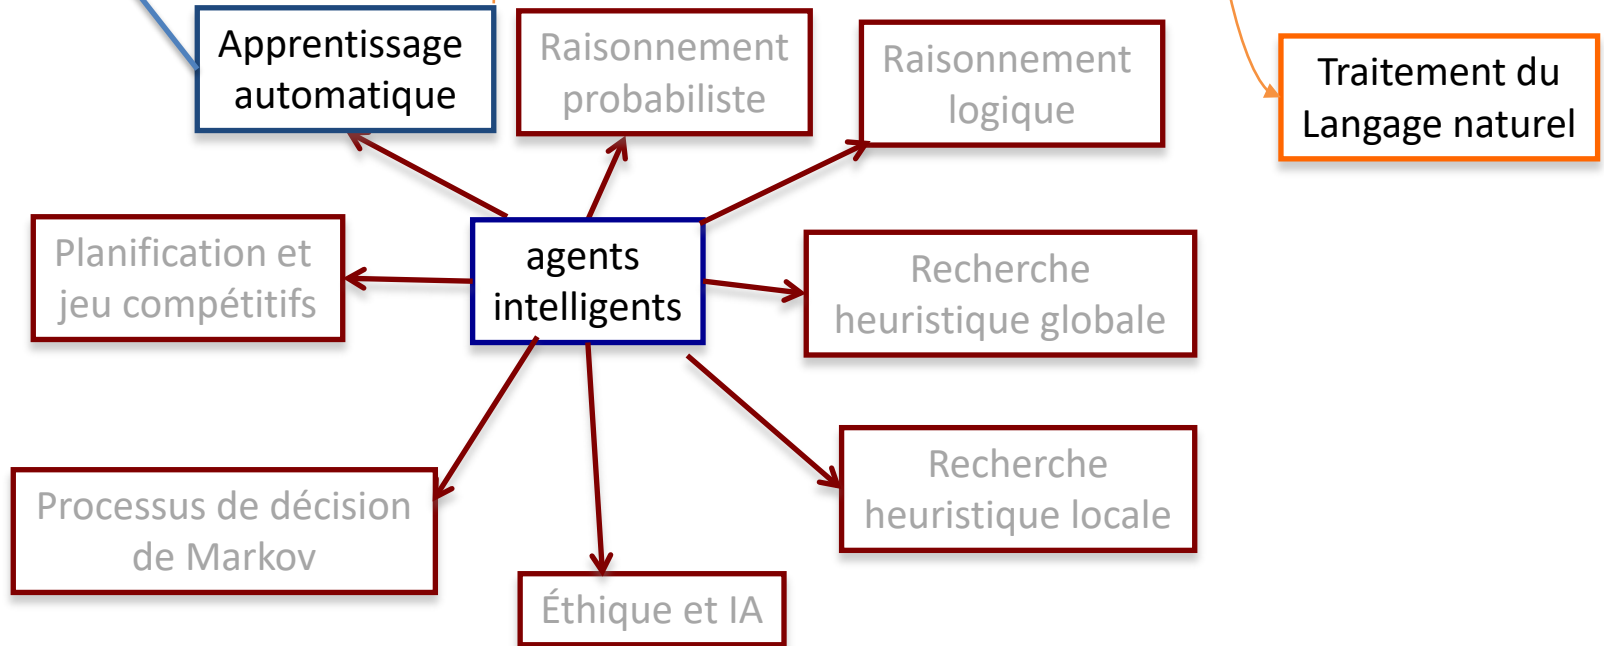 Apprentissage
automatique
Raisonnement
probabiliste
Raisonnement
logique
Traitement du
Langage naturel
Planification et
jeu compétitifs
agents
intelligents
Recherche
heuristique globale
Recherche
heuristique locale
Processus de décision
de Markov
Éthique et IA